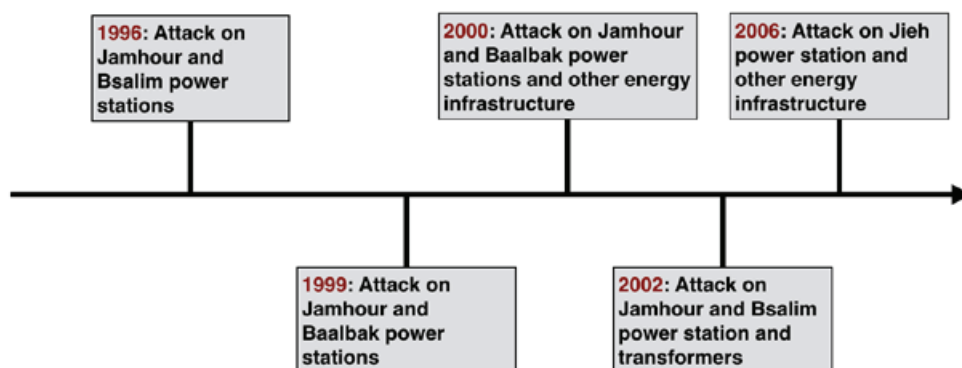 1996: Attack on
Jamhour and
Bsalim power
stations
2000: Attack on Jamhour
and Baalbak power
stations and other energy
infrastructure
2006: Attack on Jieh
power station and
other energy
infrastructure
1999: Attack on
Jamhour and
Baalbak power
stations
2002: Attack on
Jamhour and Bsalim
power station and
transformers